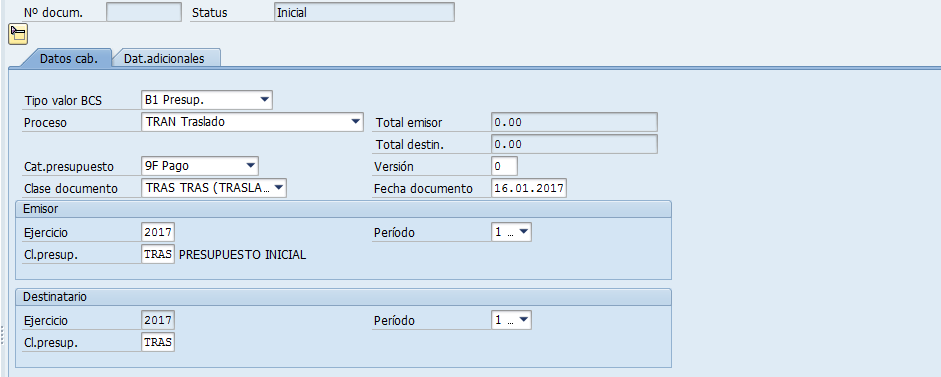 Nº docum. Status Inicial
Datos cab. Dat.adicionales
Tipo valor BCS B1 Presup.
Proceso TRAN Traslado Total emisor 0.00
Total destin. 0.00
Cat.presupuesto 9F Pago Versión 0
Clase documento TRAS TRAS (TRASLA... Fecha documento 16.01.2017
Emisor
Ejercicio 2017 Período 1 ...
Cl.presup. TRAS PRESUPUESTO INICIAL
Destinatario
Ejercicio 2017 Período 1 ...
Cl.presup. TRAS